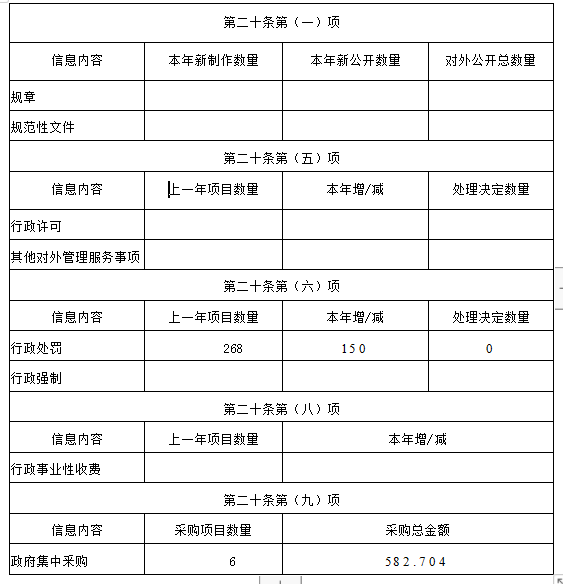 第二十条第（一）项
信息内容 本年新制作数量 本年新公开数量 对外公开总数量
规章
规范性文件
第二十条第（五）项
信息内容 上一年项目数量 本年增/减 处理决定数量
行政许可
其他对外管理服务事项
第二十条第（六）项
信息内容 上一年项目数量 本年增/减 处理决定数量
行政处罚 268 150 0
行政强制
第二十条第（八）项
信息内容 上一年项目数量 本年增/减
行政事业性收费
第二十条第（九）项
信息内容 采购项目数量 采购总金额
政府集中采购 6 582.704